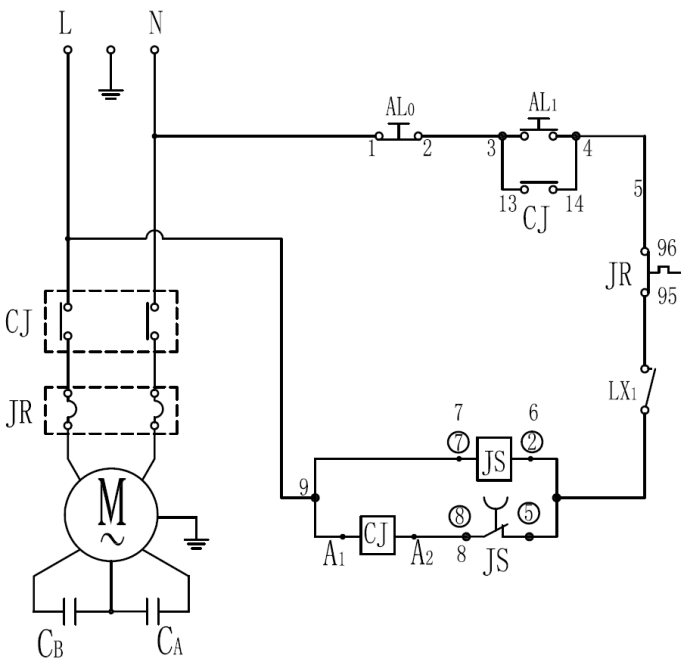 L N
AL0 AL1
1 2 3 4
13 14
CJ
5
96
JR
95
CJ
LX1
JR
7 6
⑦ ②
JS
9
M
~
⑧ ⑤
CJ
A1 A2 8 JS
CB CA